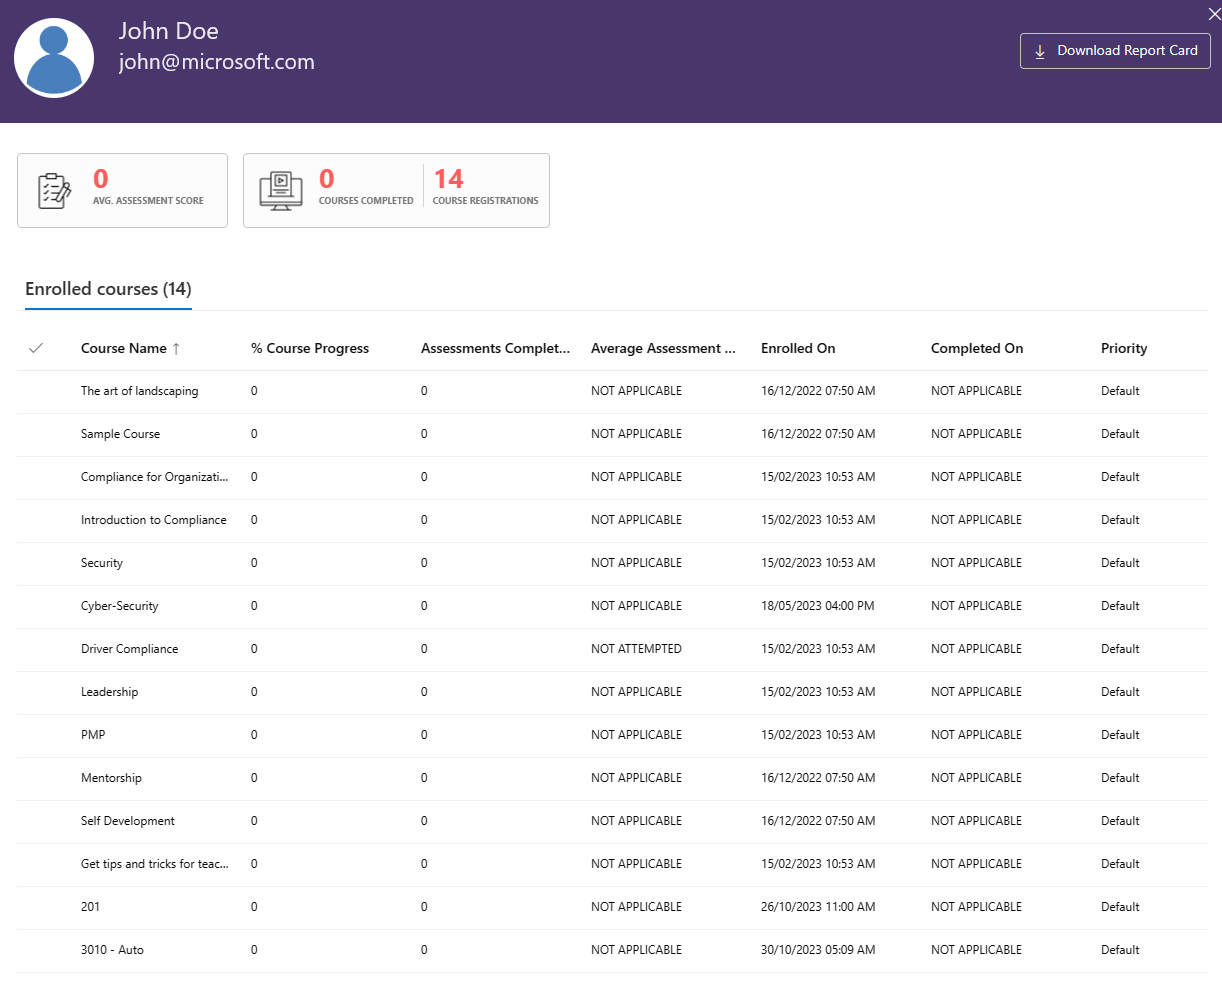 John Doe
john@microsoft.com
Download Report Card
0
AVG. ASSESSMENT SCORE
0
COURSES COMPLETED
14
COURSE REGISTRATIONS
Enrolled courses (14)
Course Name ↑ % Course Progress Assessments Complet... Average Assessment ... Enrolled On Completed On Priority
The art of landscaping 0 0 NOT APPLICABLE 16/12/2022 07:50 AM NOT APPLICABLE Default
Sample Course 0 0 NOT APPLICABLE 16/12/2022 07:50 AM NOT APPLICABLE Default
Compliance for Organizati... 0 0 NOT APPLICABLE 15/02/2023 10:53 AM NOT APPLICABLE Default
Introduction to Compliance 0 0 NOT APPLICABLE 15/02/2023 10:53 AM NOT APPLICABLE Default
Security 0 0 NOT APPLICABLE 15/02/2023 10:53 AM NOT APPLICABLE Default
Cyber-Security 0 0 NOT APPLICABLE 18/05/2023 04:00 PM NOT APPLICABLE Default
Driver Compliance 0 0 NOT ATTEMPTED 15/02/2023 10:53 AM NOT APPLICABLE Default
Leadership 0 0 NOT APPLICABLE 15/02/2023 10:53 AM NOT APPLICABLE Default
PMP 0 0 NOT APPLICABLE 15/02/2023 10:53 AM NOT APPLICABLE Default
Mentorship 0 0 NOT APPLICABLE 16/12/2022 07:50 AM NOT APPLICABLE Default
Self Development 0 0 NOT APPLICABLE 16/12/2022 07:50 AM NOT APPLICABLE Default
Get tips and tricks for teac... 0 0 NOT APPLICABLE 15/02/2023 10:53 AM NOT APPLICABLE Default
201 0 0 NOT APPLICABLE 26/10/2023 11:00 AM NOT APPLICABLE Default
3010 - Auto 0 0 NOT APPLICABLE 30/10/2023 05:09 AM NOT APPLICABLE Default